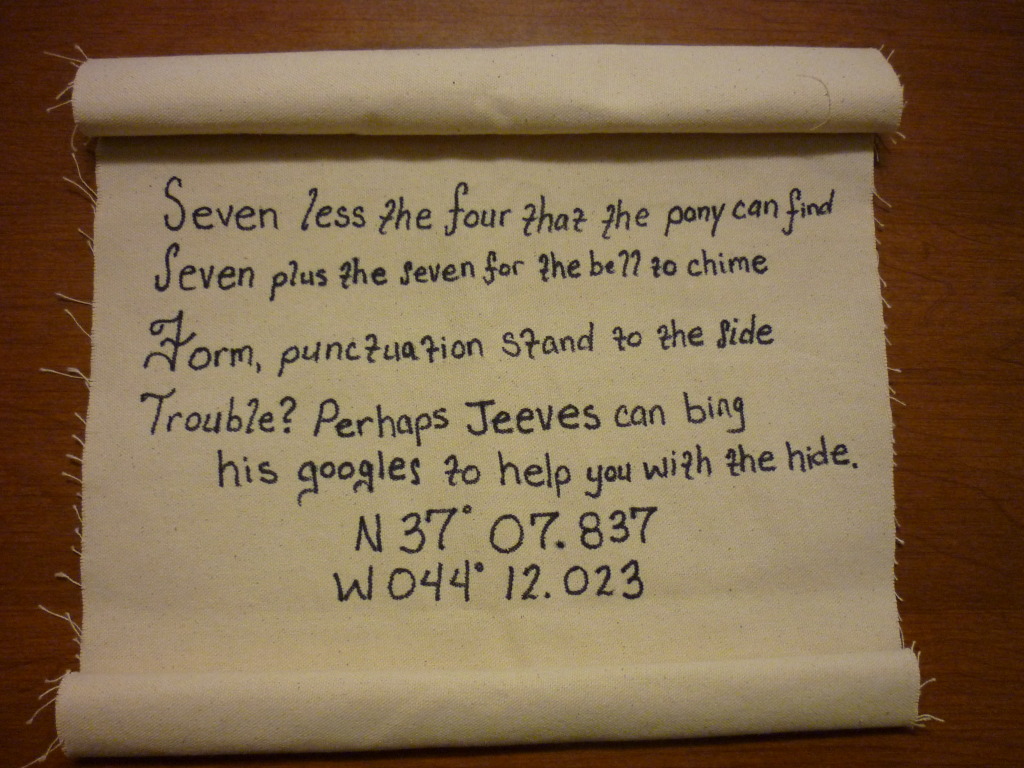 Seven less the four that the pony can find
Seven plus the seven for the bell to chime
Form, punctuation stand to the side
Trouble? Perhaps Jeeves can bing
his googles to help you with the hide.
N 37° 07.837
W 044° 12.023